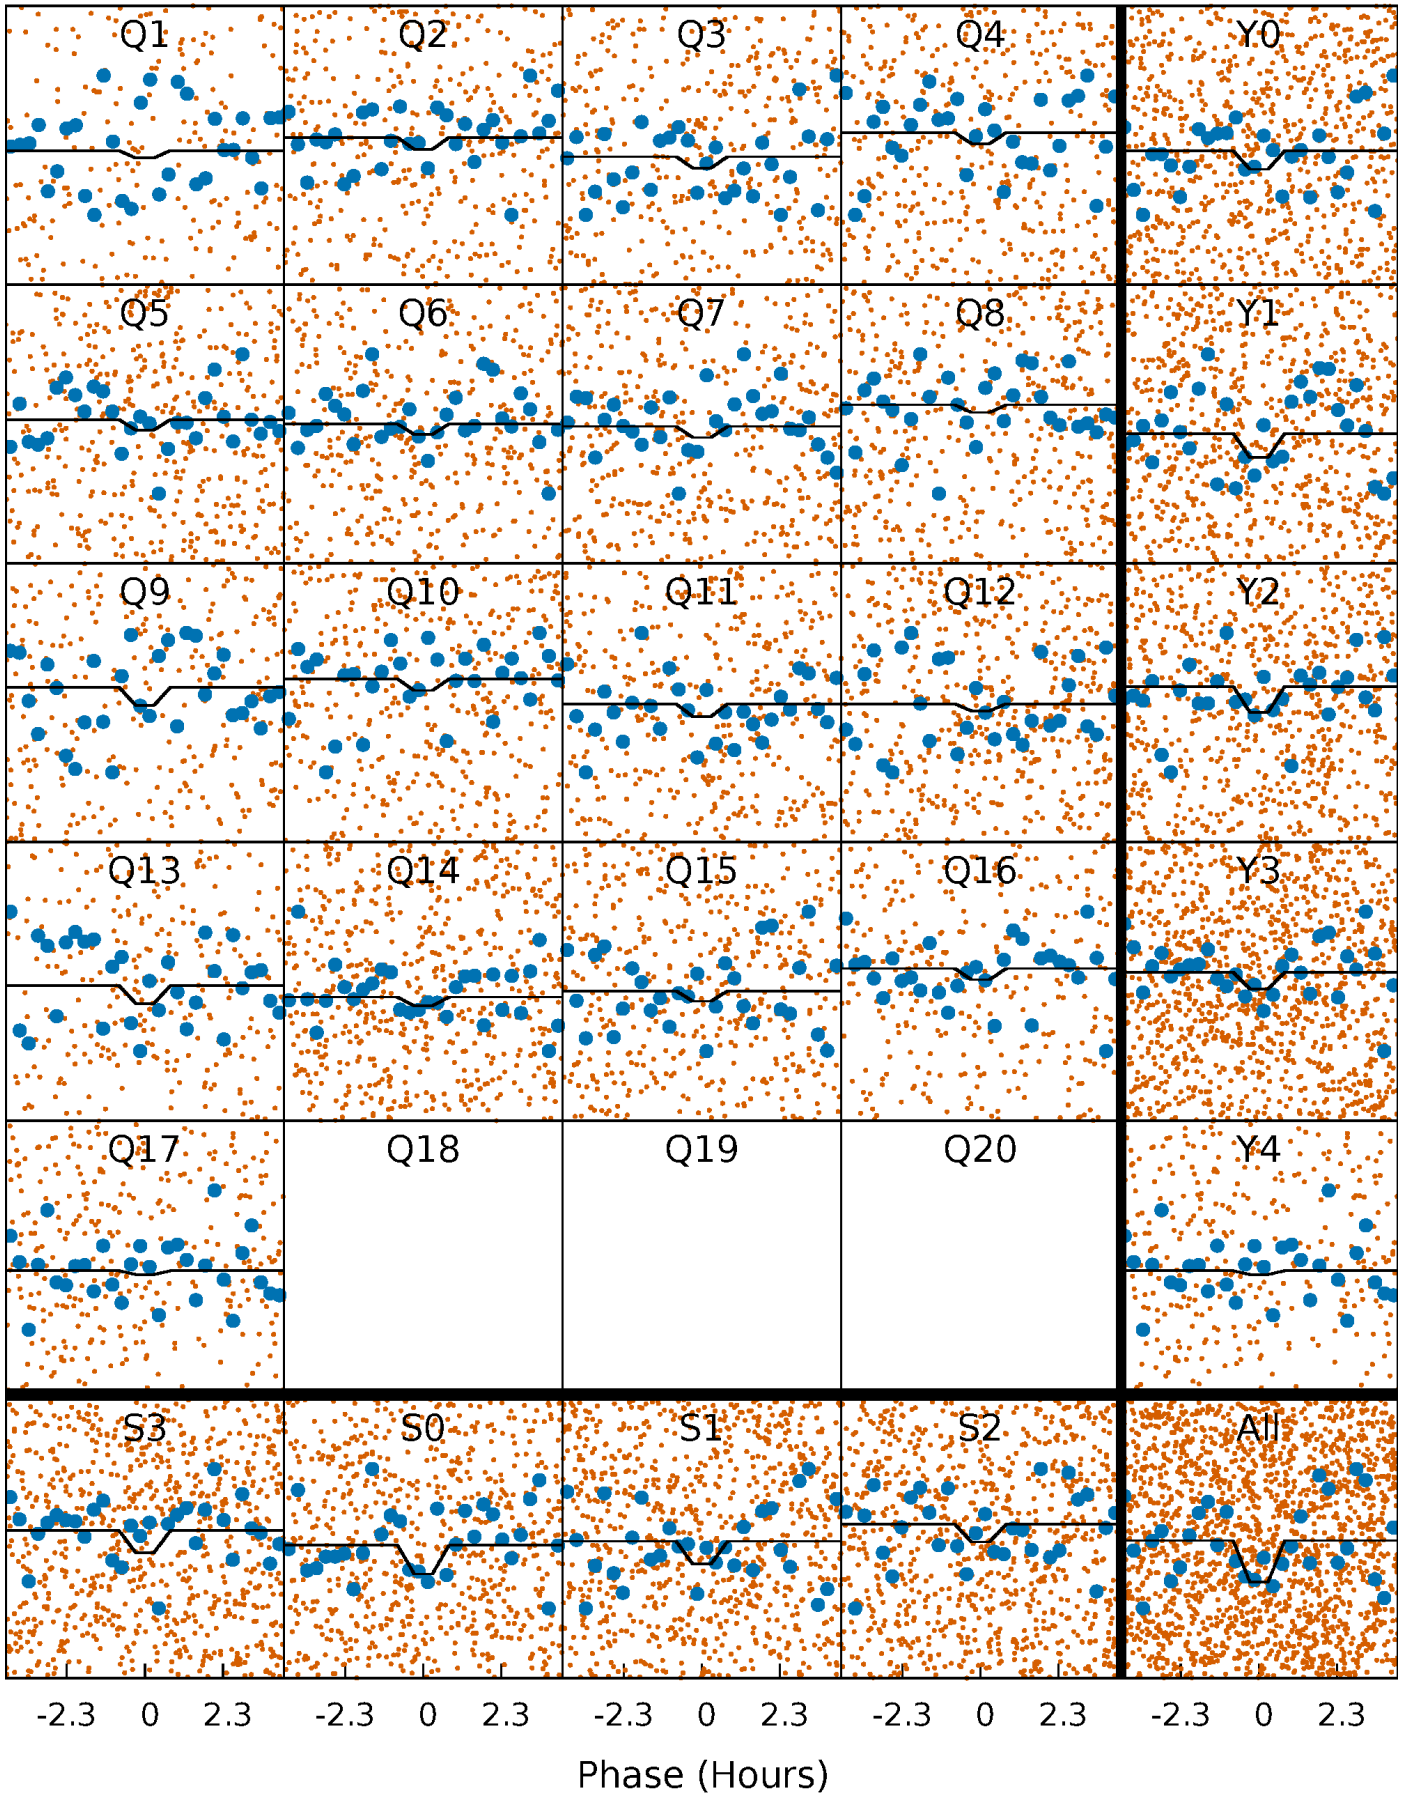 Q1 Q2 Q3 Q4 Y0
Q5 Q6 Q7 Q8 Y1
Q9 Q10 Q11 Q12 Y2
Q13 Q14 Q15 Q16 Y3
Q17 Q18 Q19 Q20 Y4
S3 S0 S1 S2 All
-2.3 0 2.3 -2.3 0 2.3 -2.3 0 2.3 -2.3 0 2.3 -2.3 0 2.3
Phase (Hours)